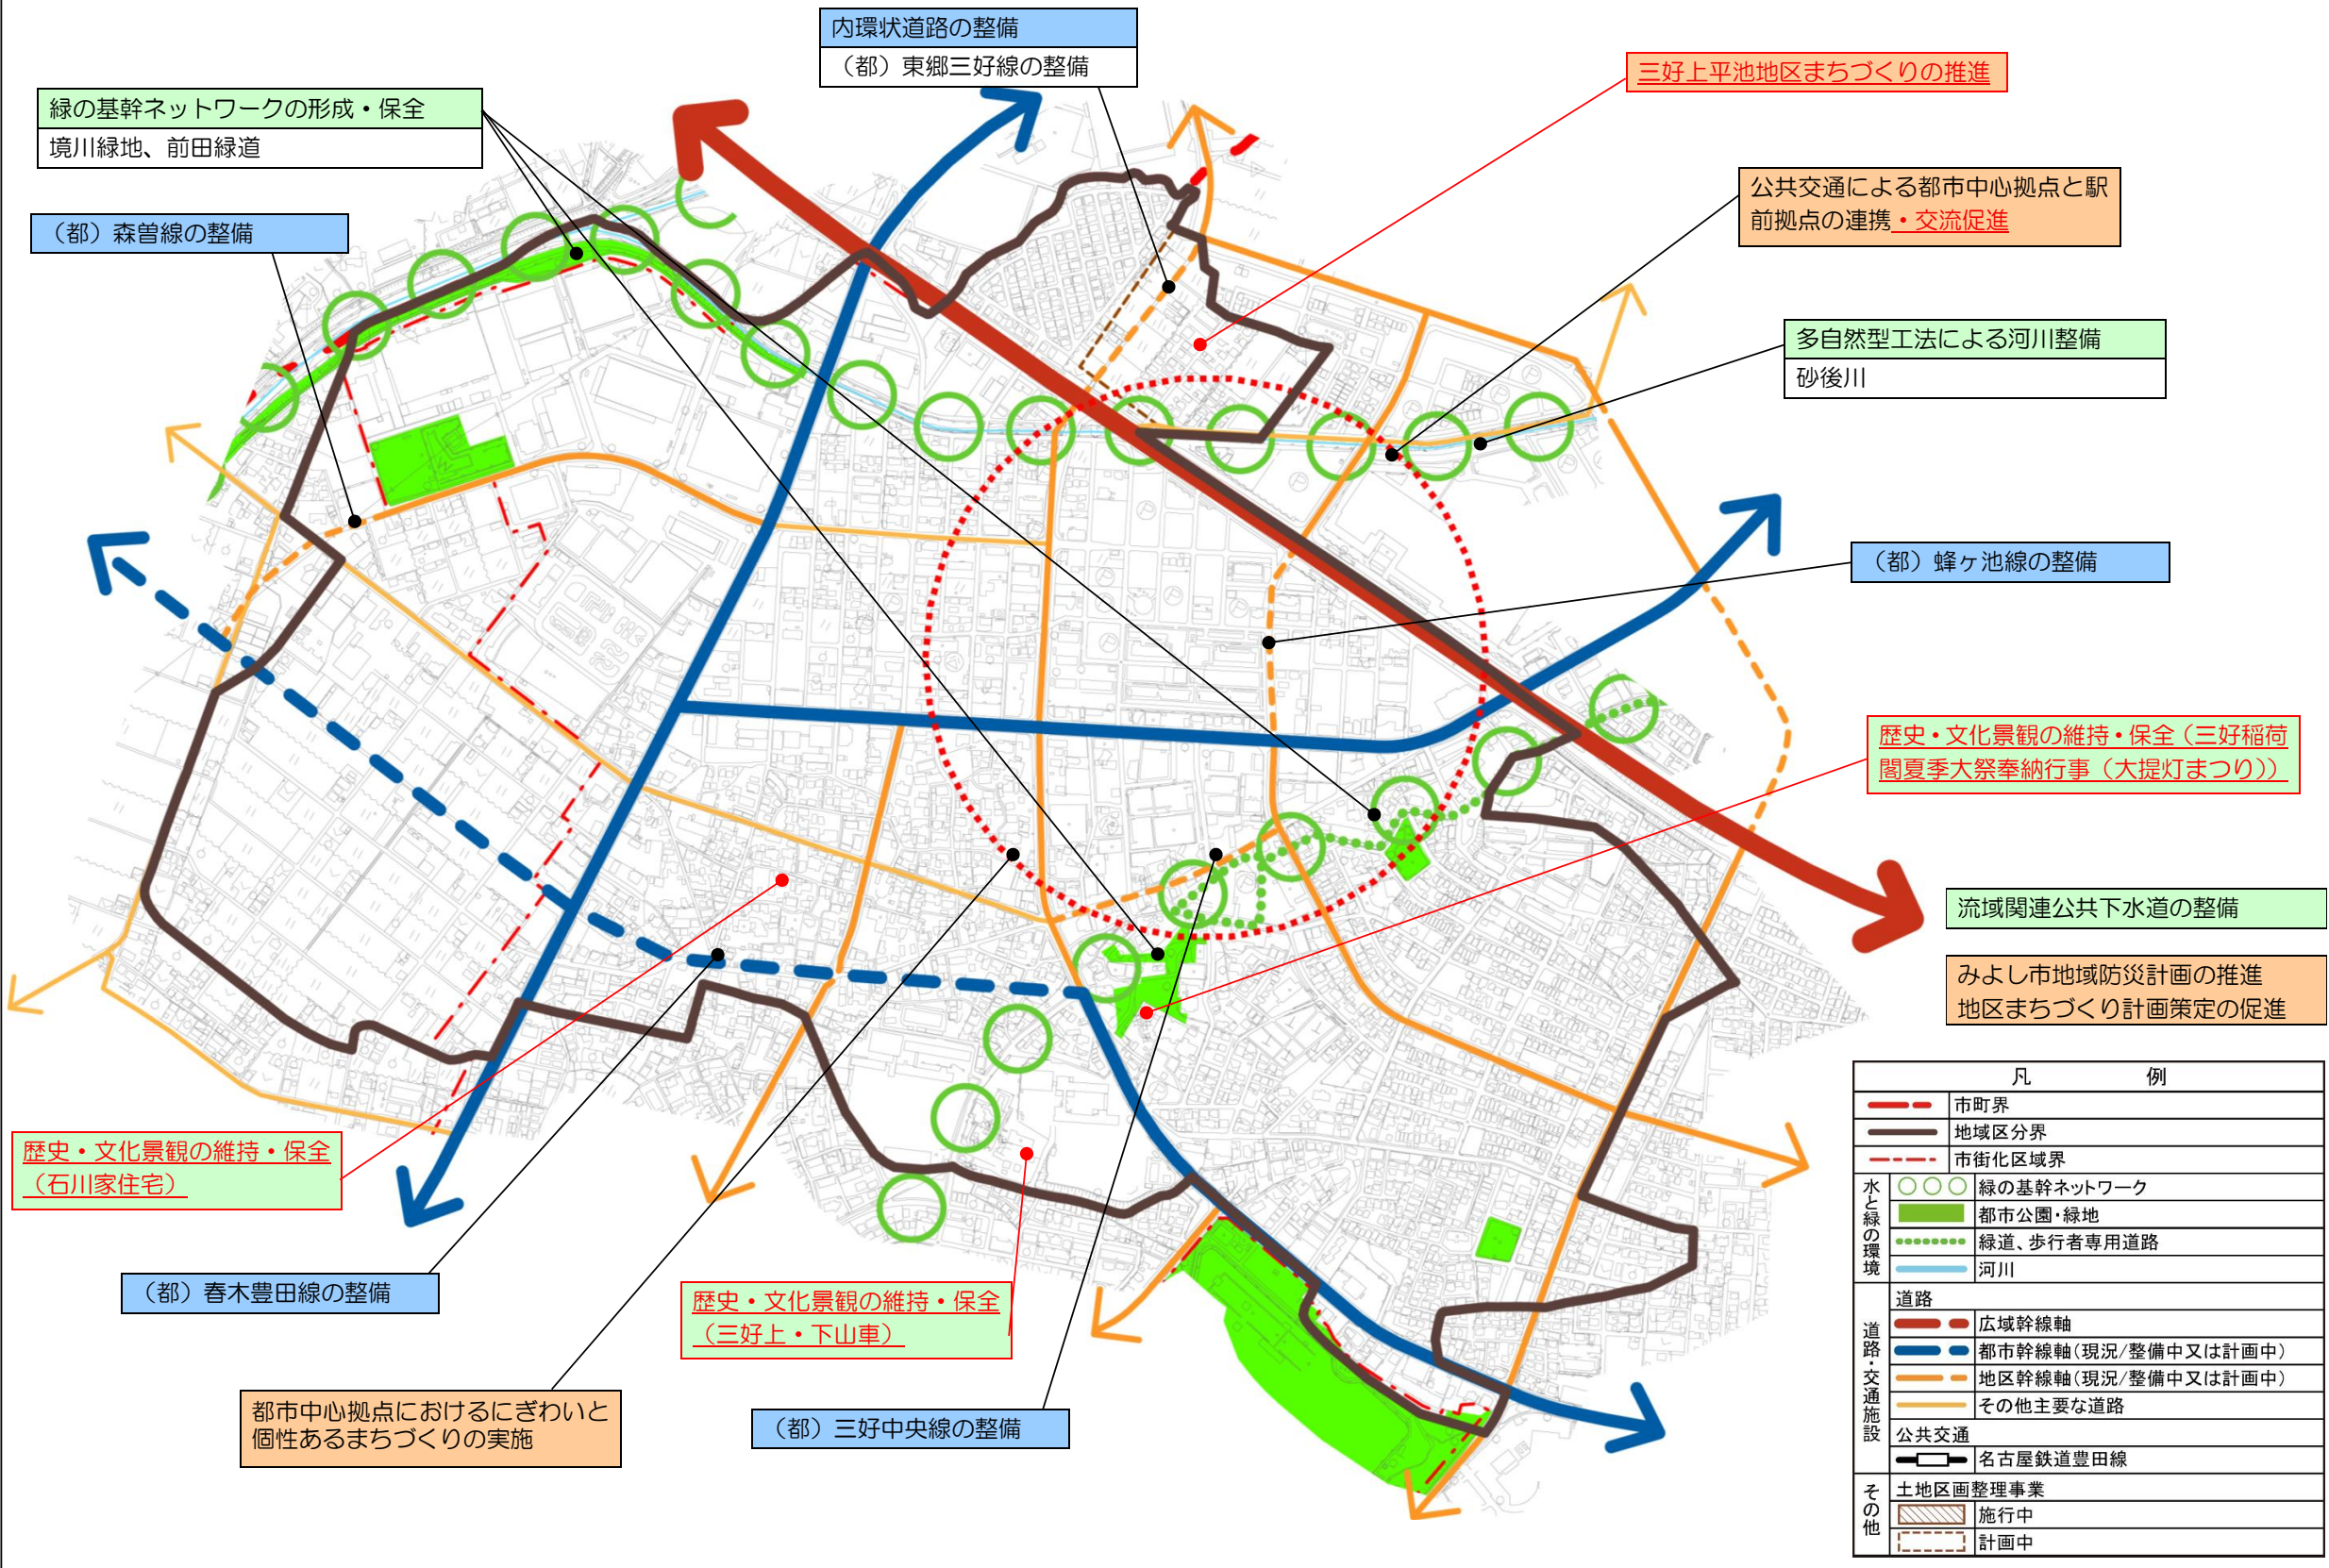 内環状道路の整備
（都）東郷三好線の整備
三好上平池地区まちづくりの推進
緑の基幹ネットワークの形成・保全
境川緑地、前田緑道
公共交通による都市中心拠点と駅
前拠点の連携・交流促進
（都）森曽線の整備
多自然型工法による河川整備
砂後川
（都）蜂ヶ池線の整備
歴史・文化景観の維持・保全（三好稲荷
閣夏季大祭奉納行事（大提灯まつり））
流域関連公共下水道の整備
みよし市地域防災計画の推進
地区まちづくり計画策定の促進
歴史・文化景観の維持・保全
（石川家住宅）
（都）春木豊田線の整備
歴史・文化景観の維持・保全
（三好上・下山車）
都市中心拠点におけるにぎわいと
個性あるまちづくりの実施
（都）三好中央線の整備
凡　例
市町界
地域区分界
市街化区域界
水と緑の環境
緑の基幹ネットワーク
都市公園・緑地
緑道、歩行者専用道路
河川
道路・交通施設
道路
広域幹線軸
都市幹線軸（現況/整備中又は計画中）
地区幹線軸（現況/整備中又は計画中）
その他主要な道路
公共交通
名古屋鉄道豊田線
その他
土地区画整理事業
施行中
計画中